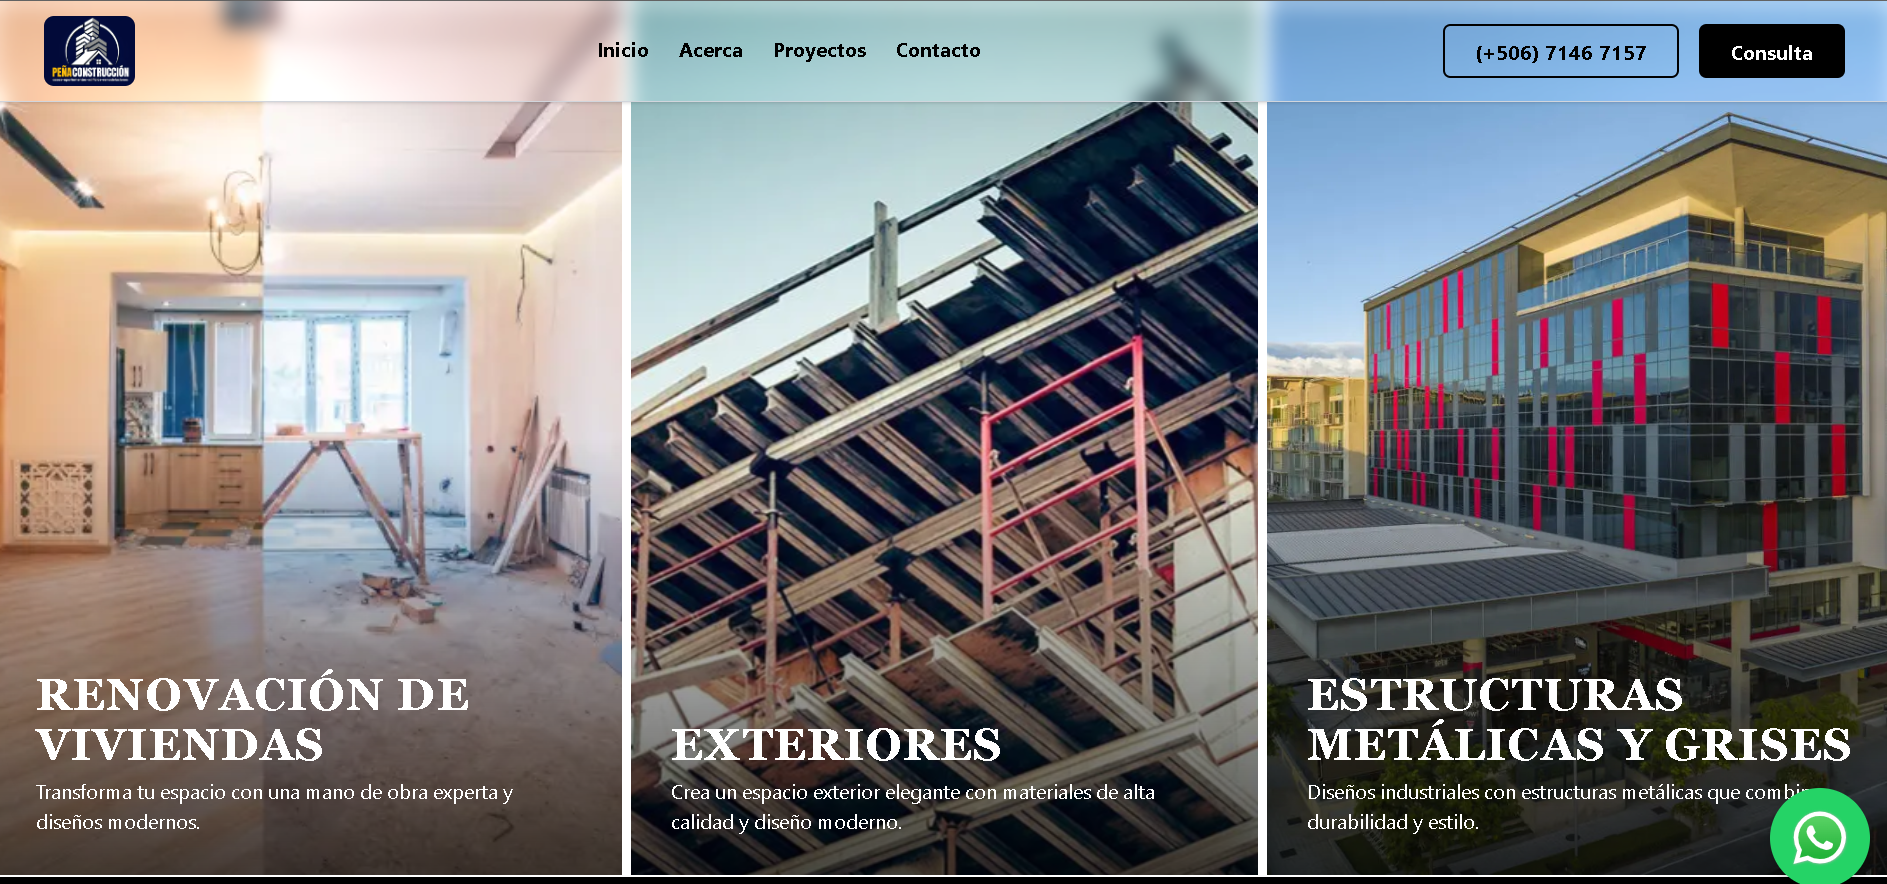 PEÑACONSTRUCCIÓN
Inicio
Acerca
Proyectos
Contacto
(+506) 7146 7157
Consulta
RENOVACIÓN DE
VIVIENDAS
Transforma tu espacio con una mano de obra experta y
diseños modernos.
EXTERIORES
Crea un espacio exterior elegante con materiales de alta
calidad y diseño moderno.
ESTRUCTURAS
METÁLICAS Y GRISES
Diseños industriales con estructuras metálicas que
durabilidad y estilo.